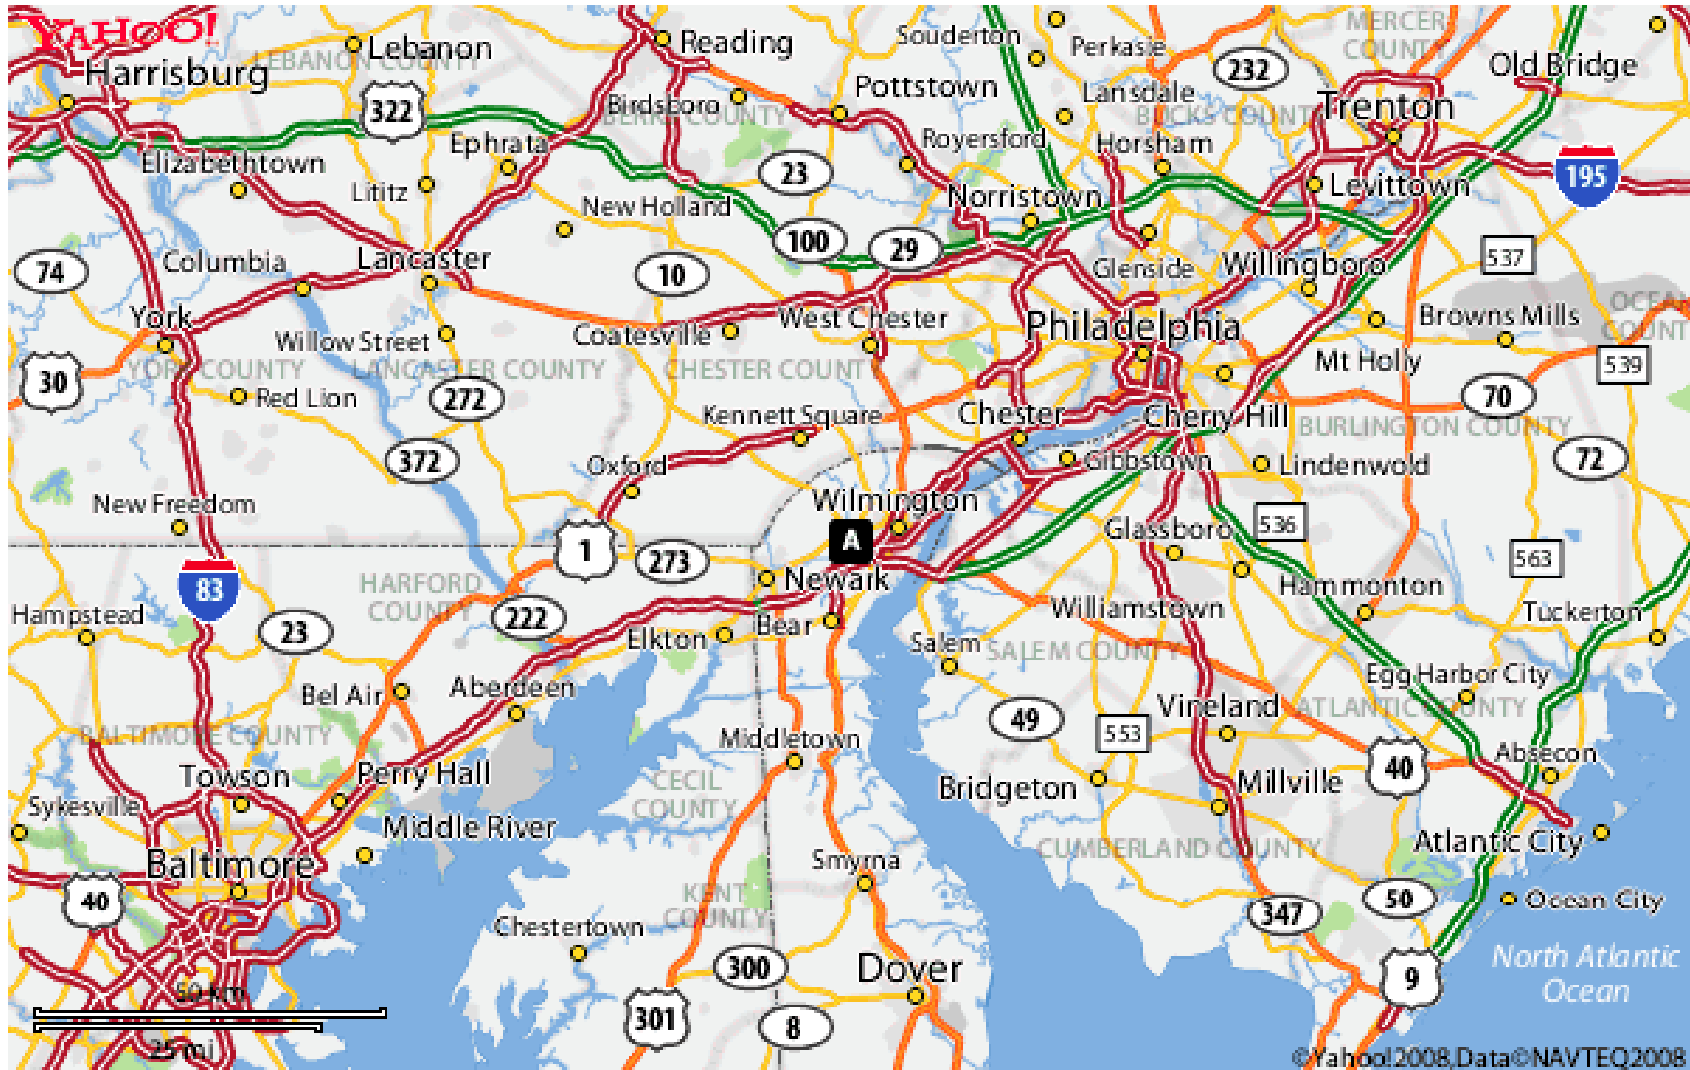 YAHOO!
LEBANON COUNTY
Lebanon
Harrisburg
322
Reading
Birdsboro
BERKS COUNTY
Pottstown
Souderton
Perkasie
Lansdale
BUCKS COUNTY
232
MERCER
COUNTY
Old Bridge
Trenton
Elizabethtown
Ephrata
Lititz
New Holland
23
Royersford
Horsham
Norristown
Levittown
195
74
Columbia
Lancaster
10
100
29
Glenside
Willingboro
537
York
Willow Street
Coatesville
West Chester
Philadelphia
Browns Mills
OCEAN
COUNT
539
30
YORK COUNTY
LANCASTER COUNTY
CHESTER COUNTY
Mt Holly
Red Lion
272
Kennett Square
Chester
Cherry Hill
70
BURLINGTON COUNTY
372
Oxford
Gibbstown
Lindenwold
72
New Freedom
Wilmington
A
Glassboro
536
1
273
Newark
563
83
HARFORD
COUNTY
Hammonton
Hampstead
23
222
Elkton
Bear
Williamstown
Tuckerton
Salem
SALEM COUNTY
Bel Air
Aberdeen
Egg Harbor City
BALTIMORE COUNTY
Middletown
49
553
Vineland
ATLANTIC COUNTY
Towson
Perry Hall
CECIL
COUNTY
Bridgeton
Millville
40
Absecon
Sykesville
Middle River
Baltimore
Smyrna
CUMBERLAND COUNTY
Atlantic City
40
KENT
COUNTY
347
50
Ocean City
Chestertown
300
Dover
9
North Atlantic
Ocean
50 km
301
8
25 mi
©Yahoo!2008,Data©NAVTEQ2008